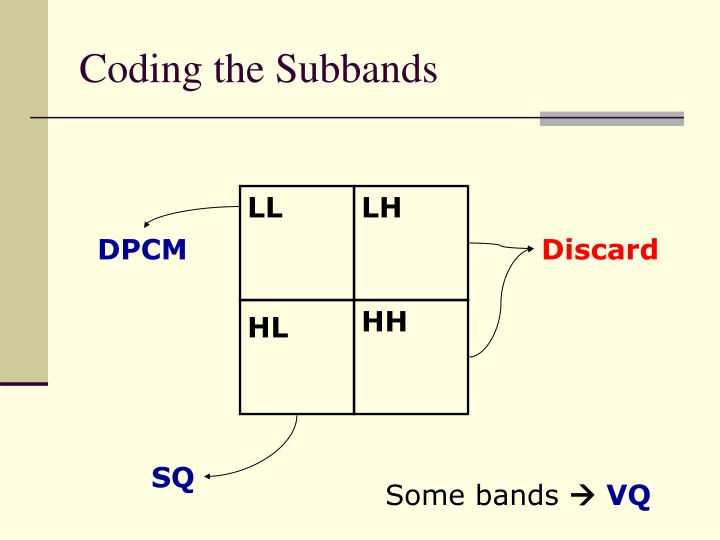 Coding the Subbands
LL
LH
DPCM
Discard
HL
HH
SQ
Some bands → VQ